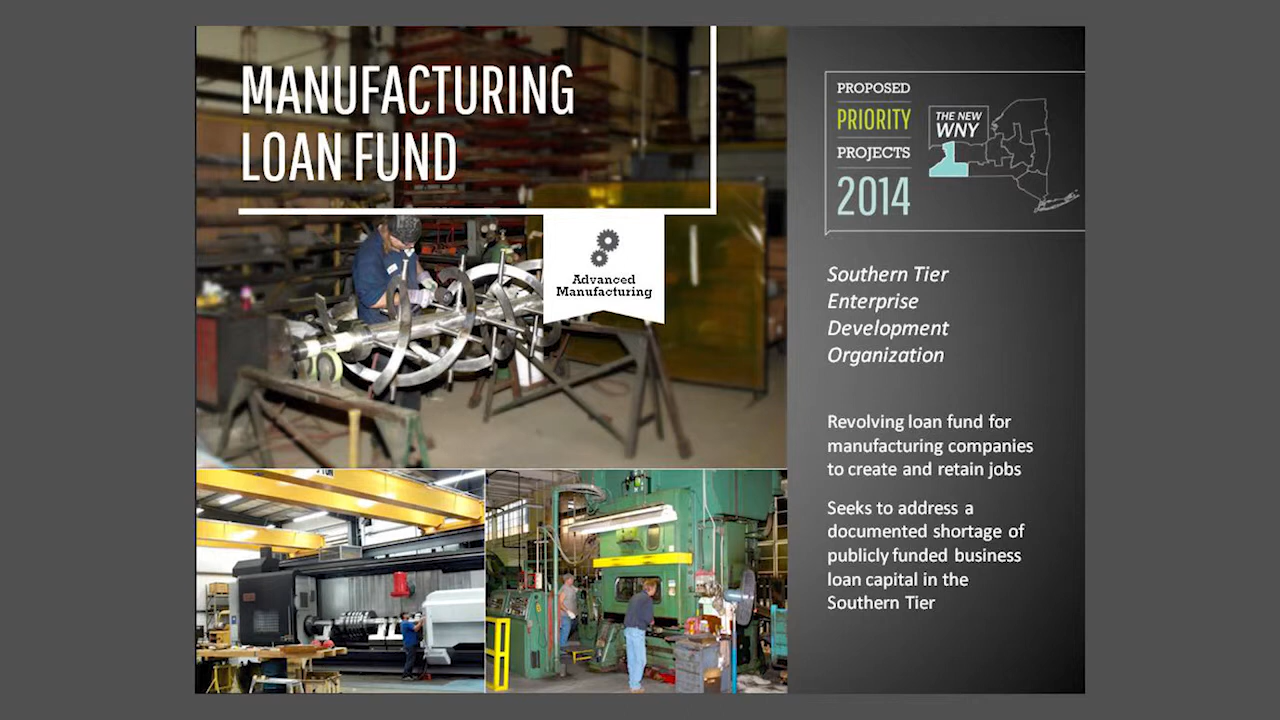 MANUFACTURING
LOAN FUND
Advanced
Manufacturing
PROPOSED
PRIORITY
PROJECTS
2014
THE NEW
WNY
Southern Tier
Enterprise
Development
Organization
Revolving loan fund for
manufacturing companies
to create and retain jobs
Seeks to address a
documented shortage of
publicly funded business
loan capital in the
Southern Tier